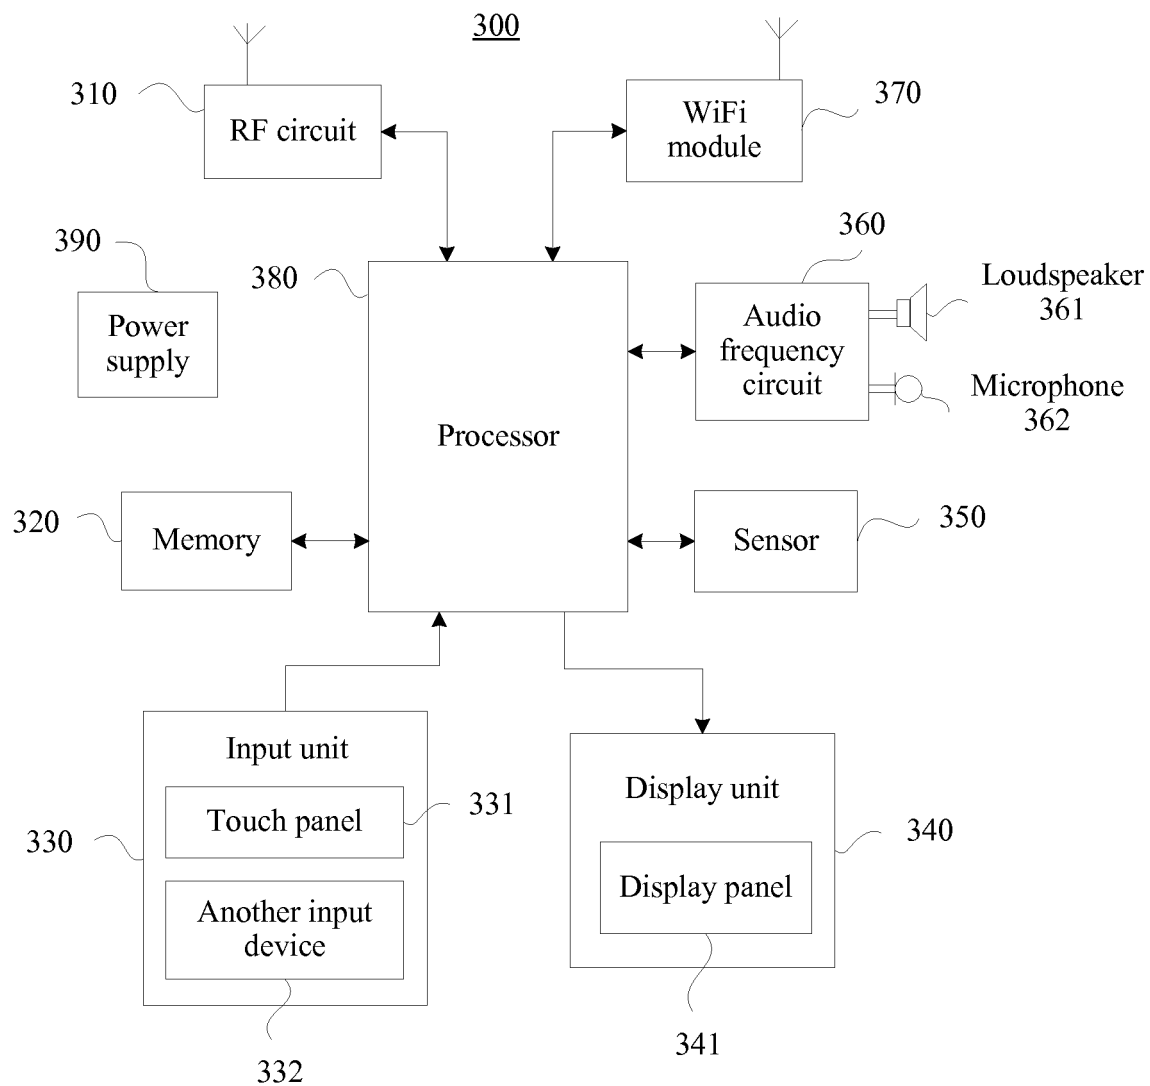 300
310
RF circuit
WiFi
module
370
390
380
360
Power
supply
Audio
frequency
circuit
Loudspeaker
361
Microphone
362
Processor
320
Memory
Sensor
350
Input unit
Touch panel
331
330
Another input
device
332
Display unit
340
Display panel
341